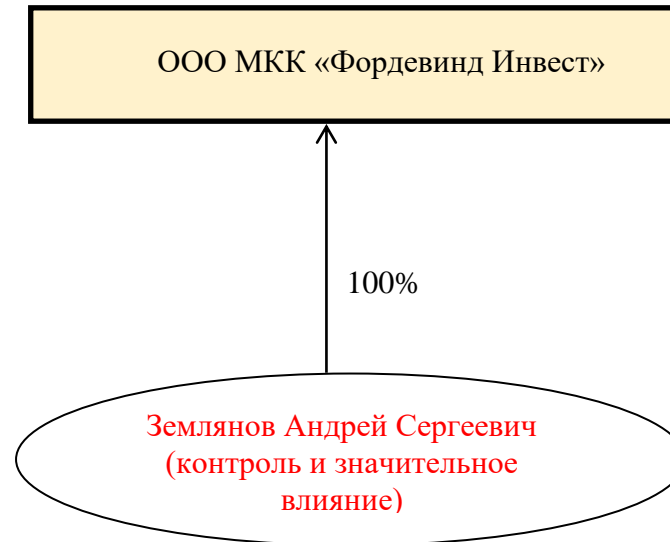 ООО МКК «Фордевинд Инвест»
100%
Землянов Андрей Сергеевич
(контроль и значительное
влияние)